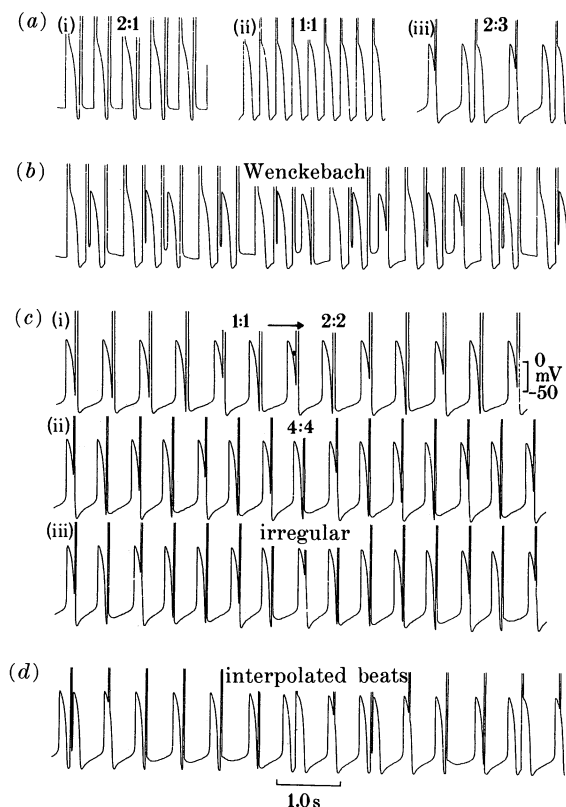 (a) (i) 2:1 (ii) 1:1 (iii) 2:3
(b) Wenckebach
(c) (i) 1:1 → 2:2
0
mV
-50
(ii) 4:4
(iii) irregular
(d) interpolated beats
1.0 s